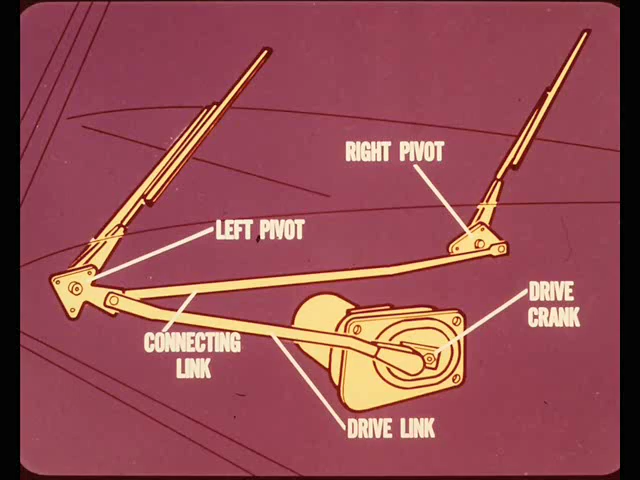 RIGHT PIVOT
LEFT PIVOT
DRIVE
CRANK
CONNECTING
LINK
DRIVE LINK